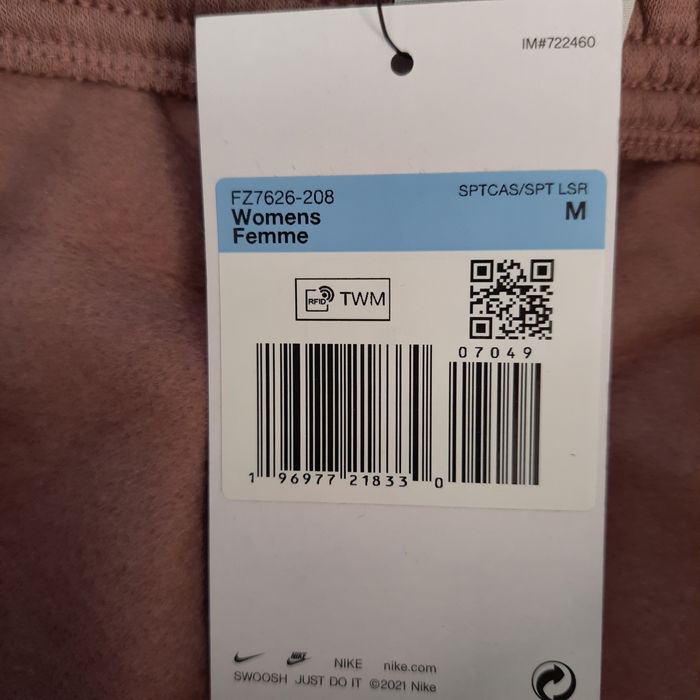 IM#722460
FZ7626-208
SPTCAS/SPT LSR
Womens
M
Femme
RFID TWM
07049
1 96977 21833 0
NIKE NIKE nike.com
SWOOSH JUST DO IT ©2021 Nike